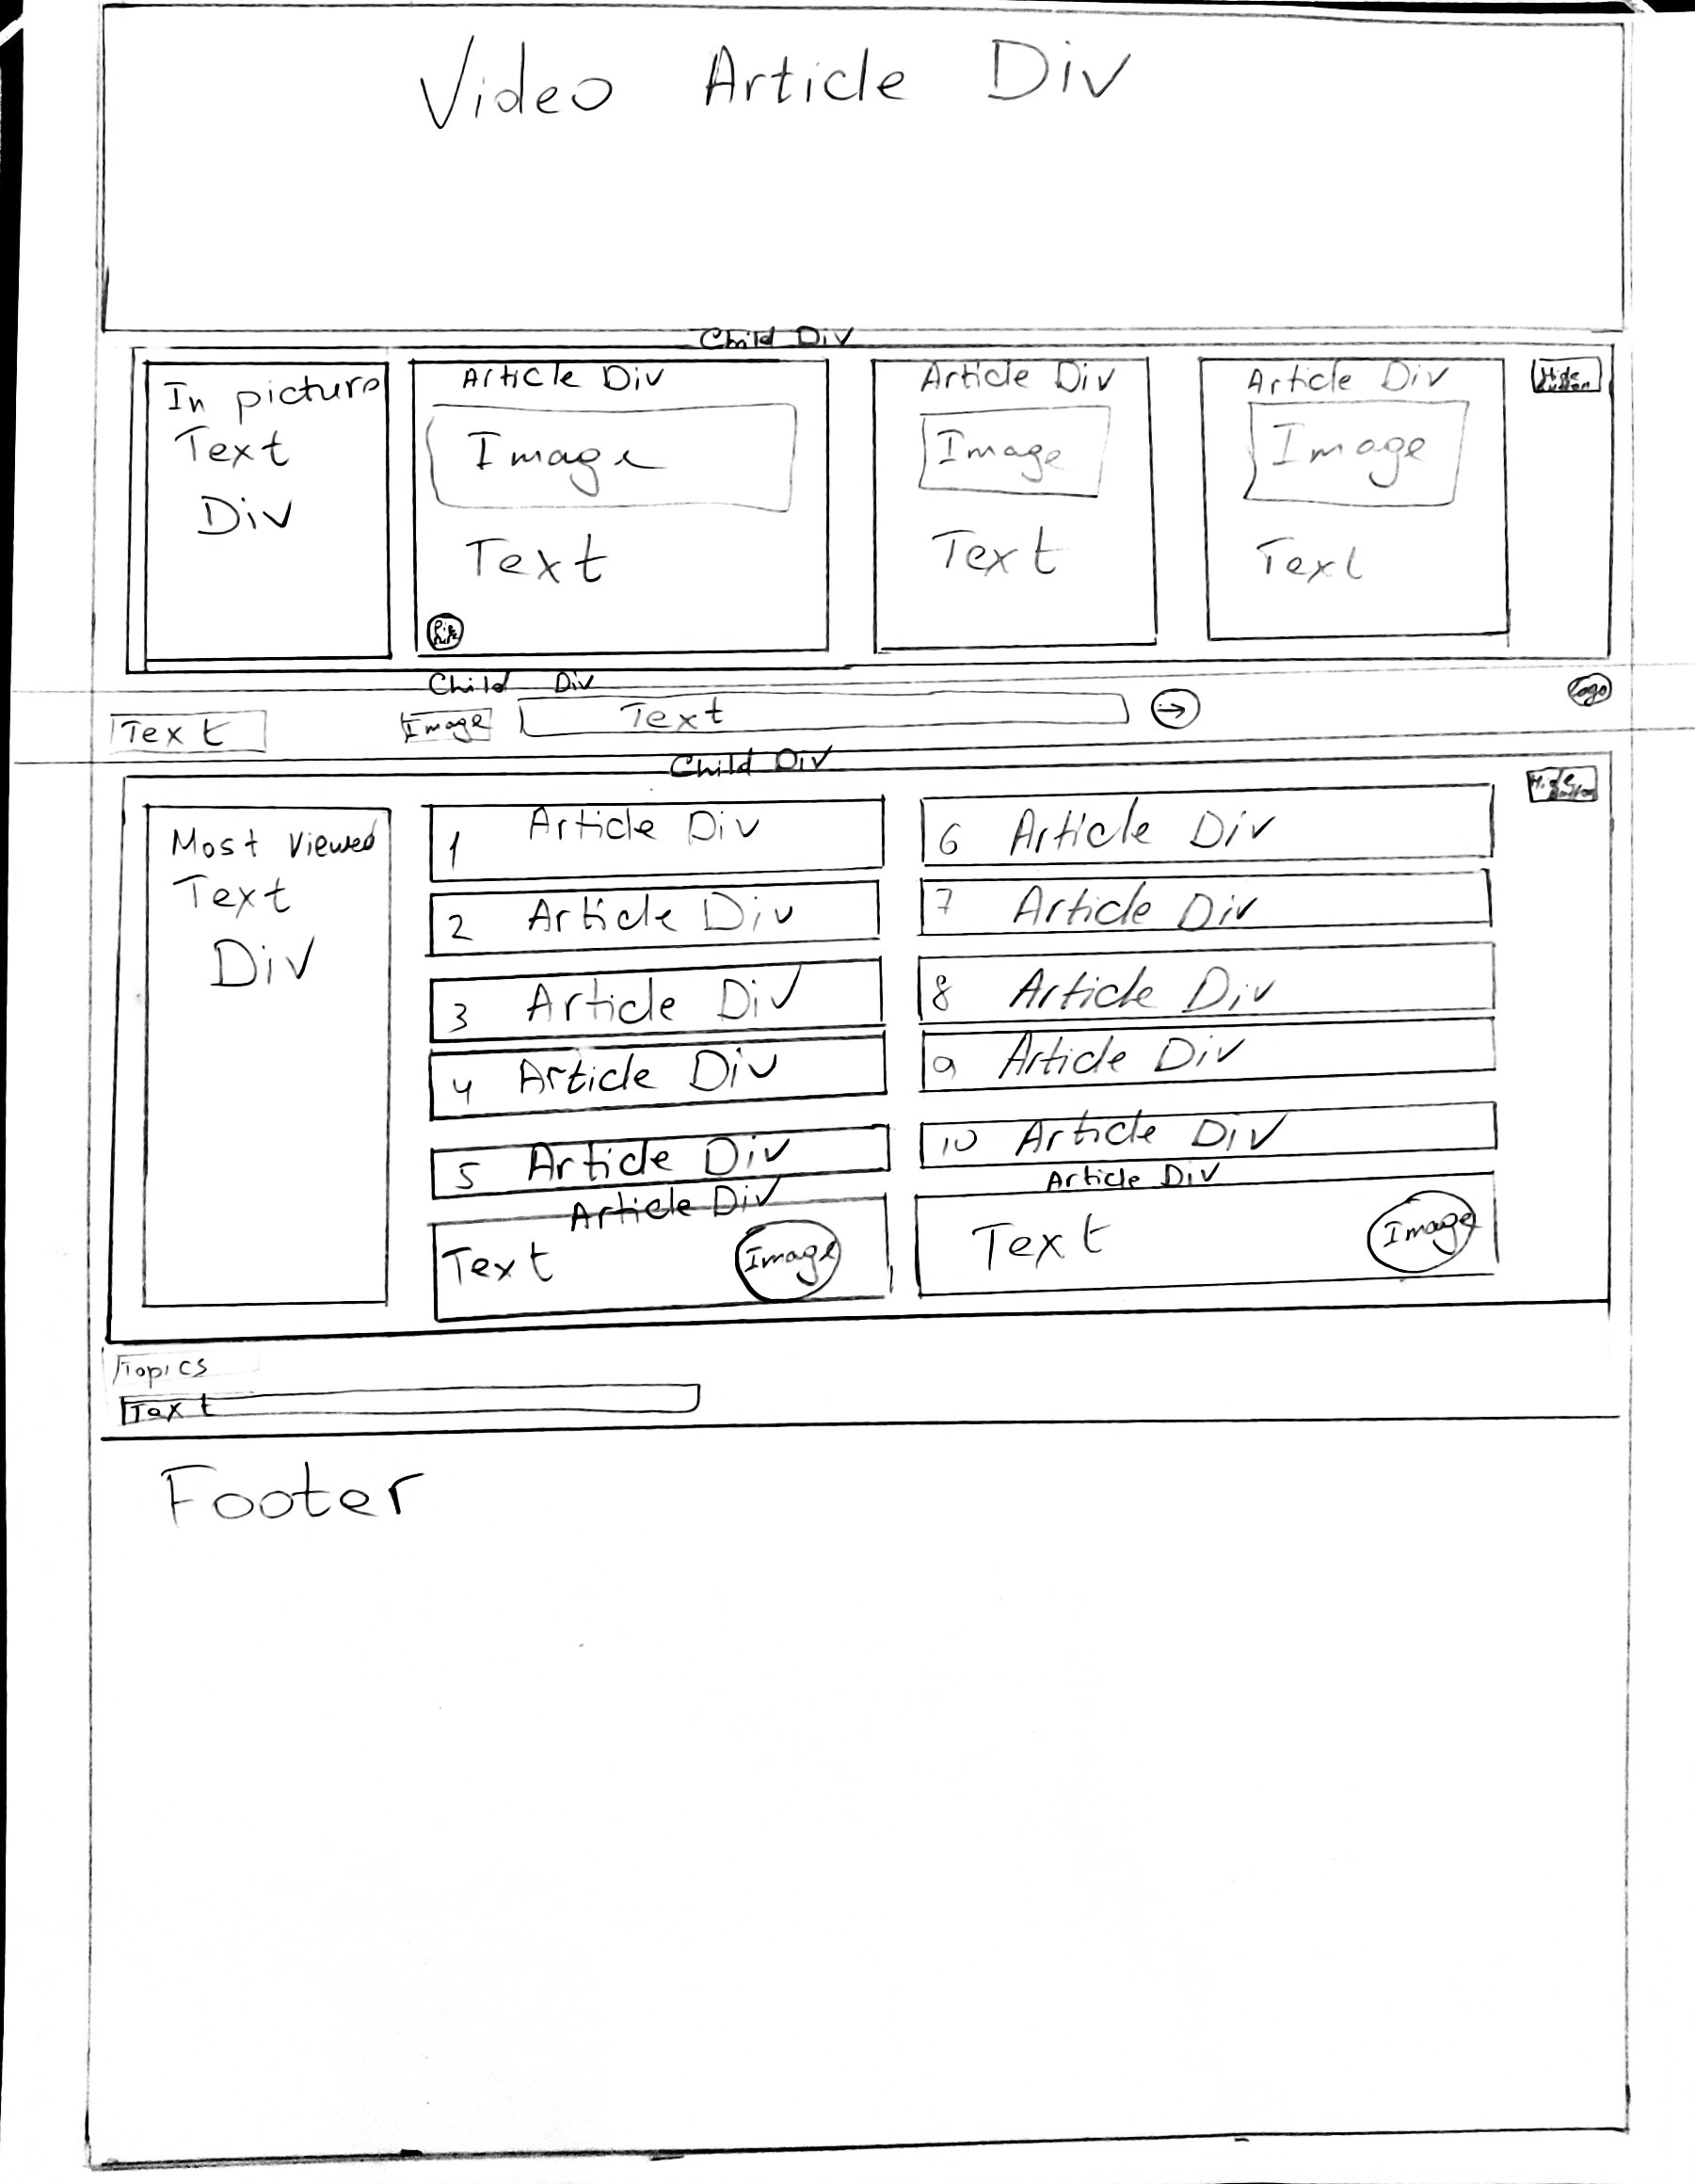 Video Article Div
Child Div
In picture
Text
Div
Article Div
Image
Text
Article Div
Image
Text
Article Div
Image
Text
Hide
Child Div
Text
Image
Text
→
Logo
Child Div
Most Viewed
Text
Div
1 Article Div
2 Article Div
3 Article Div
4 Article Div
5 Article Div
Article Div
Text
Image
6 Article Div
7 Article Div
8 Article Div
9 Article Div
10 Article Div
Article Div
Text
Image
Hide
Topics
Text
Footer